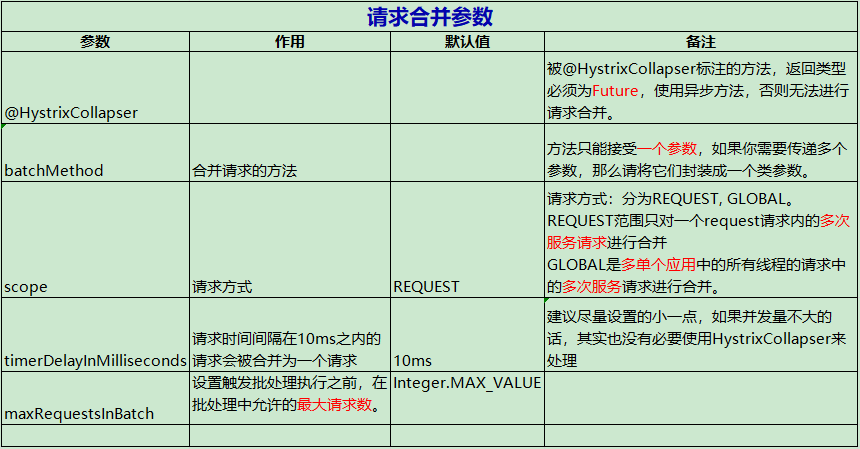 请求合并参数
参数 作用 默认值 备注
@HystrixCollapser
被@HystrixCollapser标注的方法，返回类型
必须为Future，使用异步方法，否则无法进行
请求合并。
batchMethod
合并请求的方法
方法只能接受一个参数，如果你需要传递多个
参数，那么请将它们封装成一个类参数。
scope
请求方式
REQUEST
请求方式：分为REQUEST, GLOBAL。
REQUEST范围只对一个request请求内的多次
服务请求进行合并
GLOBAL是多单个应用中的所有线程的请求中
的多次服务请求进行合并。
timerDelayInMilliseconds
请求时间间隔在10ms之内的
请求会被合并为一个请求
10ms
建议尽量设置的小一点，如果并发量不大的
话，其实也没有必要使用HystrixCollapser来
处理
maxRequestsInBatch
设置触发批处理执行之前，在
批处理中允许的最大请求数。
Integer.MAX_VALUE